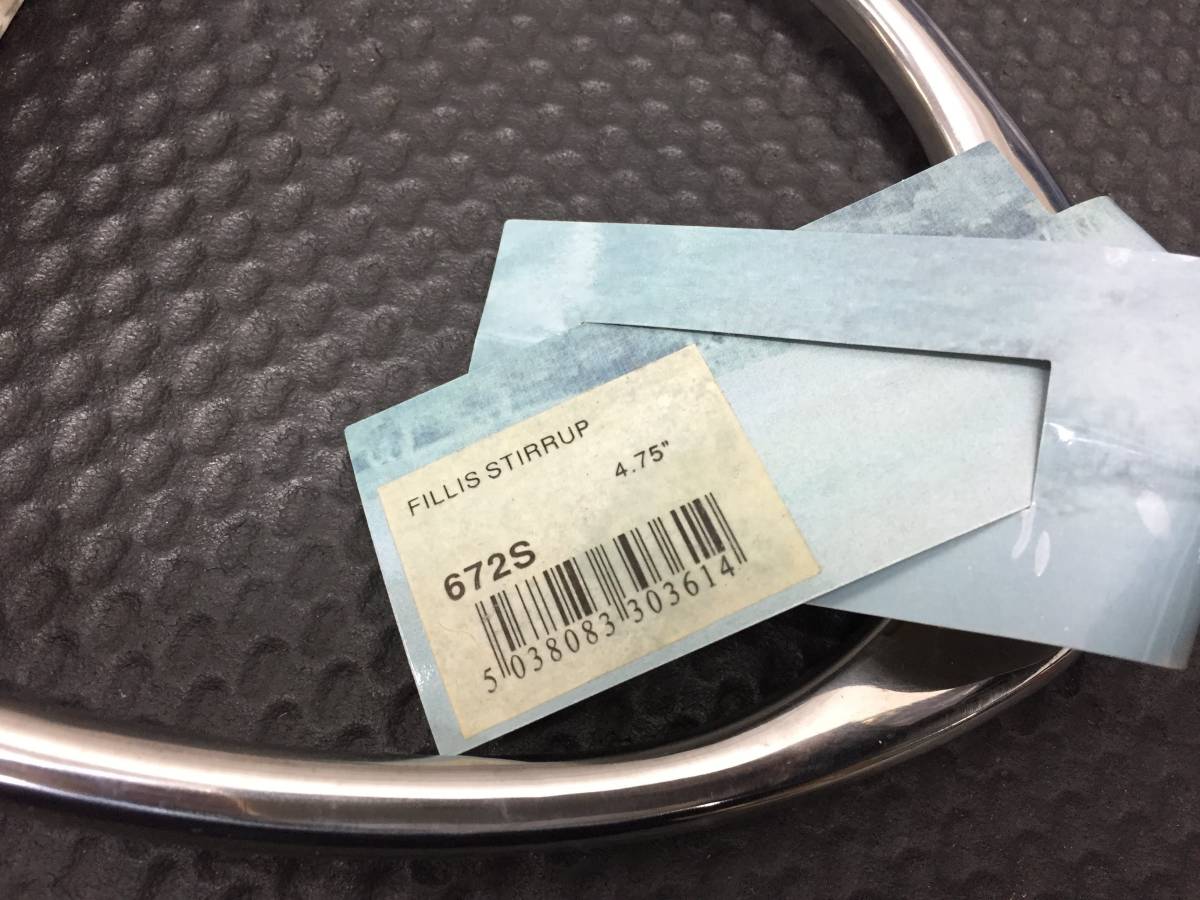 FILLIS STIRRUP
4.75"
672S
5 038083 303614